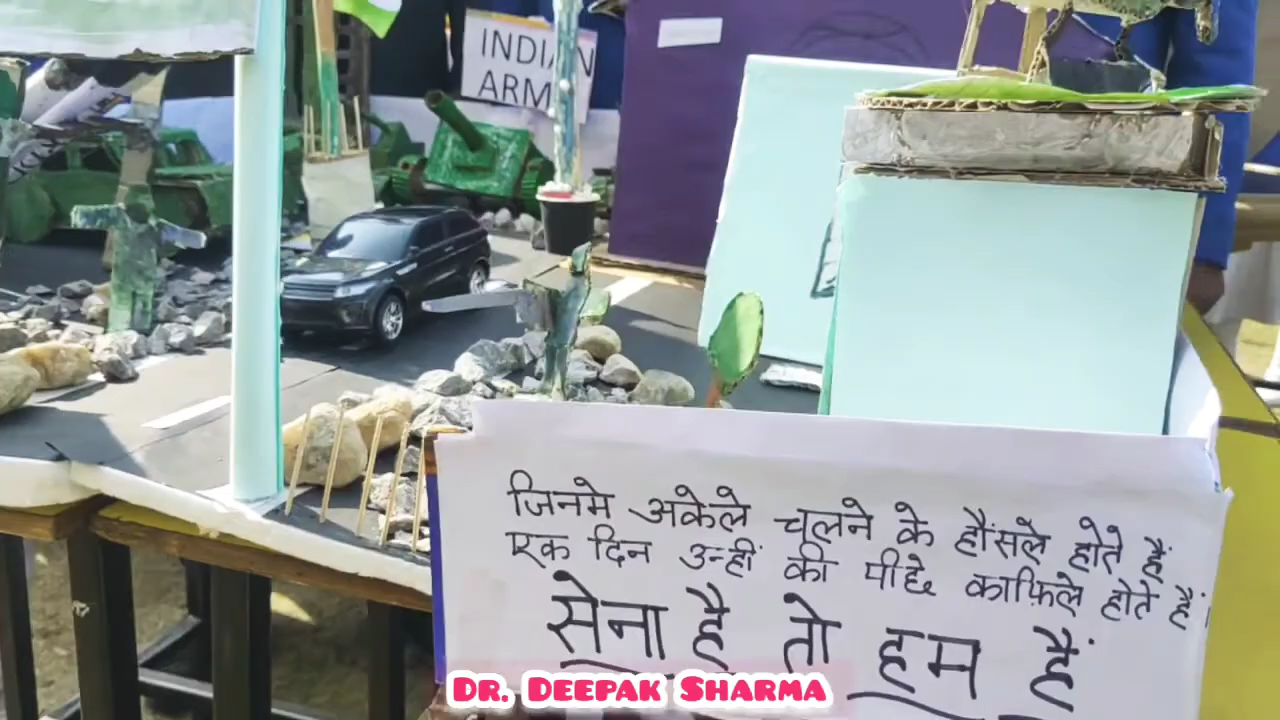 INDIAN
ARMY
जिनमे अकेले चलने के हौंसले होते हैं
एक दिन उन्हीं की पीछे काफ़िले होते हैं।
सेना है तो हम हैं
DR. DEEPAK SHARMA